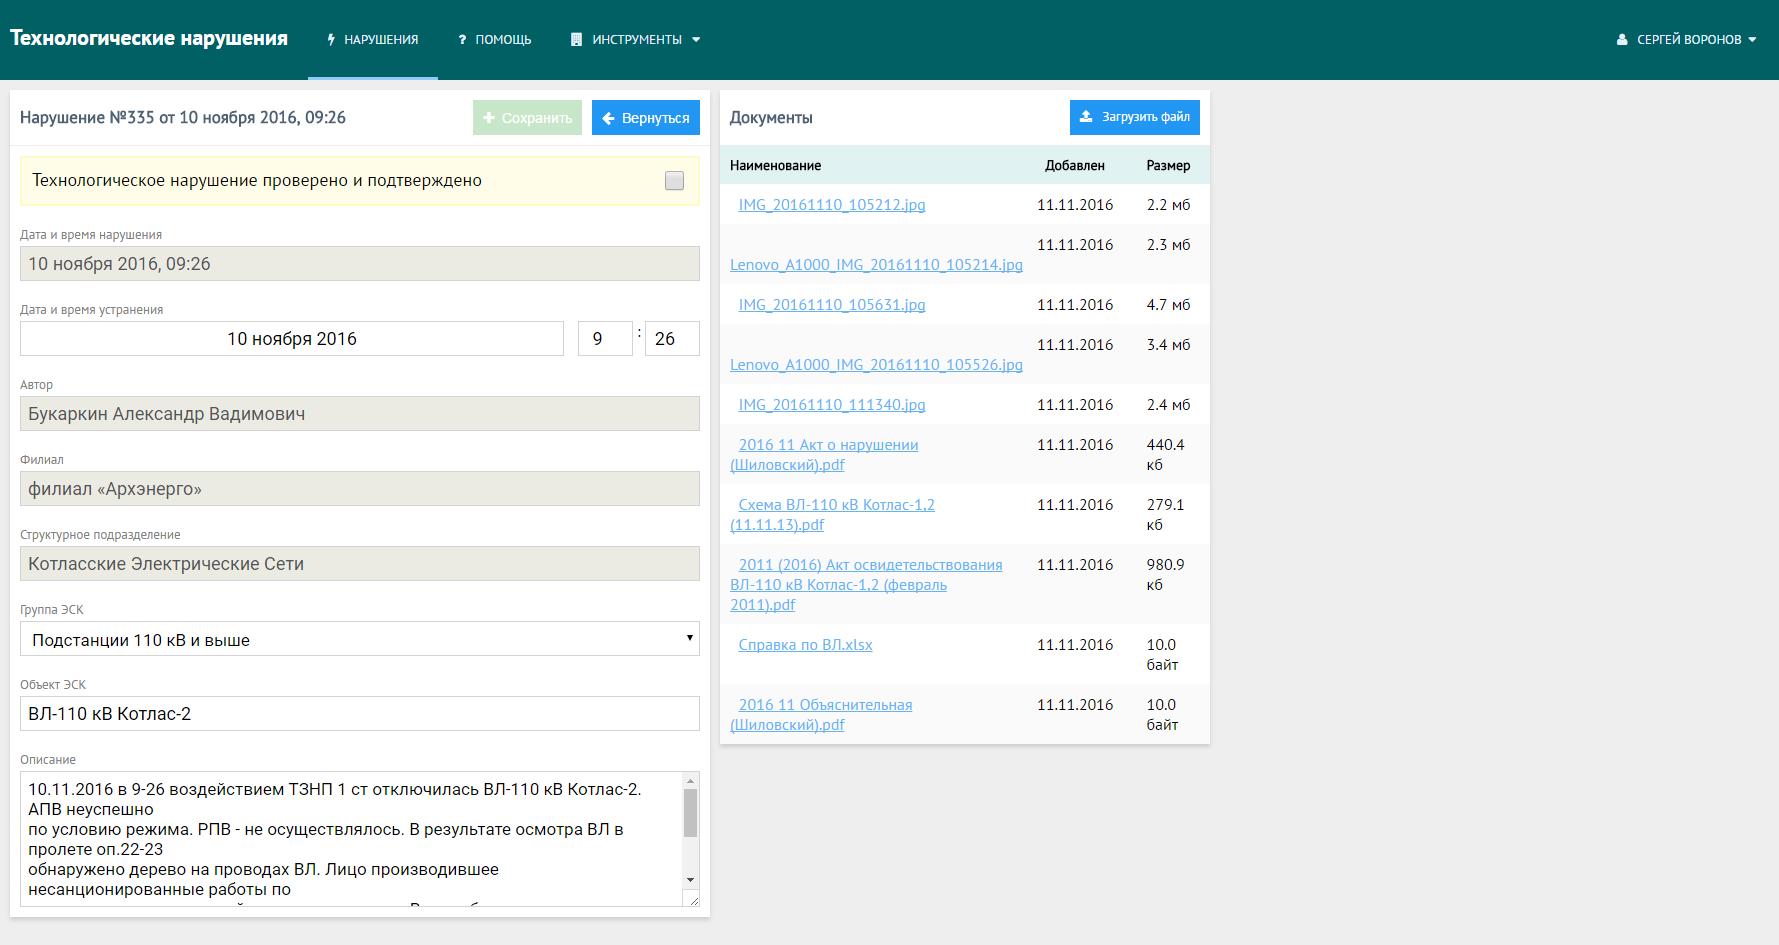 Технологические нарушения
НАРУШЕНИЯ
? ПОМОЩЬ
ИНСТРУМЕНТЫ
СЕРГЕЙ ВОРОНОВ
Нарушение №335 от 10 ноября 2016, 09:26
Сохранить
Вернуться
Технологическое нарушение проверено и подтверждено
Дата и время нарушения
10 ноября 2016, 09:26
Дата и время устранения
10 ноября 2016
9 : 26
Автор
Букаркин Александр Вадимович
Филиал
филиал «Архэнерго»
Структурное подразделение
Котласские Электрические Сети
Группа ЭСК
Подстанции 110 кВ и выше
Объект ЭСК
ВЛ-110 кВ Котлас-2
Описание
10.11.2016 в 9-26 воздействием ТЗНП 1 ст отключилась ВЛ-110 кВ Котлас-2.
АПВ неуспешно
по условию режима. РПВ - не осуществлялось. В результате осмотра ВЛ в
пролете оп.22-23
обнаружено дерево на проводах ВЛ. Лицо производившее
несанционированные работы по
Документы
Загрузить файл
Наименование Добавлен Размер
IMG_20161110_105212.jpg 11.11.2016 2.2 мб
11.11.2016 2.3 мб
Lenovo_A1000_IMG_20161110_105214.jpg
IMG_20161110_105631.jpg 11.11.2016 4.7 мб
11.11.2016 3.4 мб
Lenovo_A1000_IMG_20161110_105526.jpg
IMG_20161110_111340.jpg 11.11.2016 2.4 мб
2016 11 Акт о нарушении 11.11.2016 440.4
(Шиловский).pdf кб
Схема ВЛ-110 кВ Котлас-1,2 11.11.2016 279.1
(11.11.13).pdf кб
2011 (2016) Акт освидетельствования 11.11.2016 980.9
ВЛ-110 кВ Котлас-1,2 (февраль кб
2011).pdf
Справка по ВЛ.xlsx 11.11.2016 10.0
байт
2016 11 Объяснительная 11.11.2016 10.0
(Шиловский).pdf байт